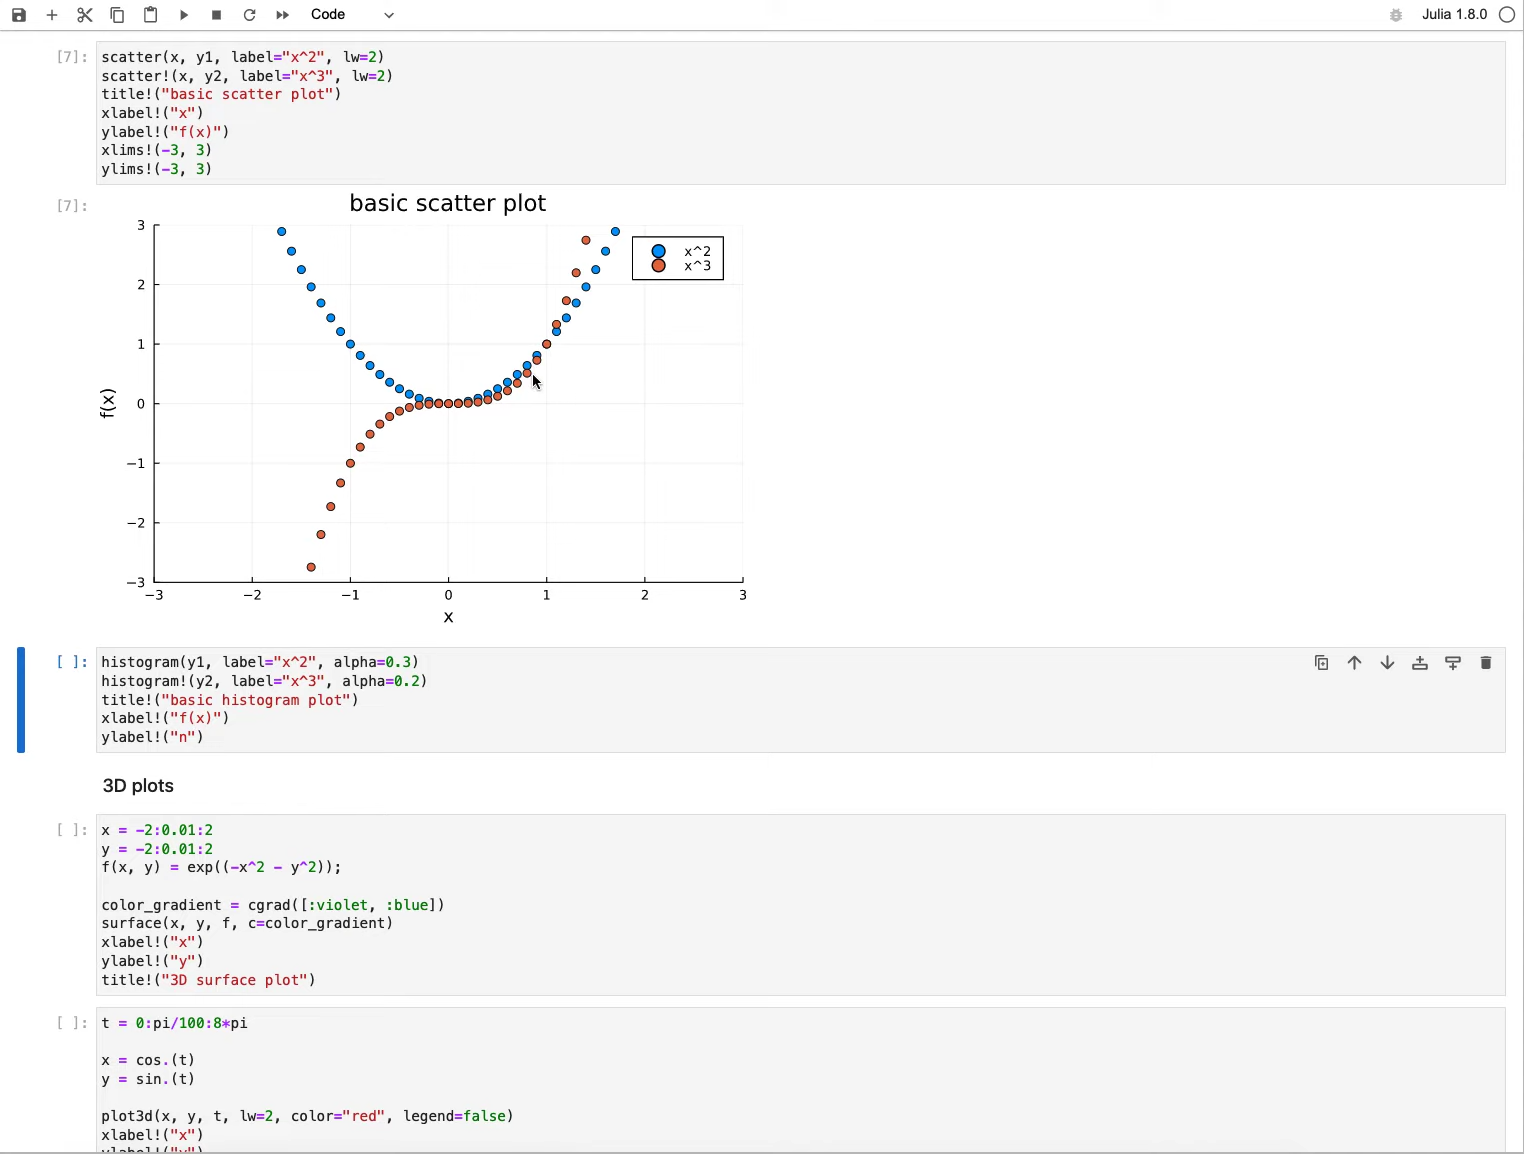 Code
Julia 1.8.0
[7]:
scatter(x, y1, label="x^2", lw=2)
scatter!(x, y2, label="x^3", lw=2)
title!("basic scatter plot")
xlabel!("x")
ylabel!("f(x)")
xlims!(-3, 3)
ylims!(-3, 3)
[7]:
basic scatter plot
3
2
1
0
−1
−2
−3
f(x)
x^2
x^3
−3 −2 −1 0 1 2 3
x
[ ]:
histogram(y1, label="x^2", alpha=0.3)
histogram!(y2, label="x^3", alpha=0.2)
title!("basic histogram plot")
xlabel!("f(x)")
ylabel!("n")
3D plots
[ ]:
x = -2:0.01:2
y = -2:0.01:2
f(x, y) = exp((-x^2 - y^2));
color_gradient = cgrad([:violet, :blue])
surface(x, y, f, c=color_gradient)
xlabel!("x")
ylabel!("y")
title!("3D surface plot")
[ ]:
t = 0:pi/100:8*pi
x = cos.(t)
y = sin.(t)
plot3d(x, y, t, lw=2, color="red", legend=false)
xlabel!("x")
ylabel!("y")